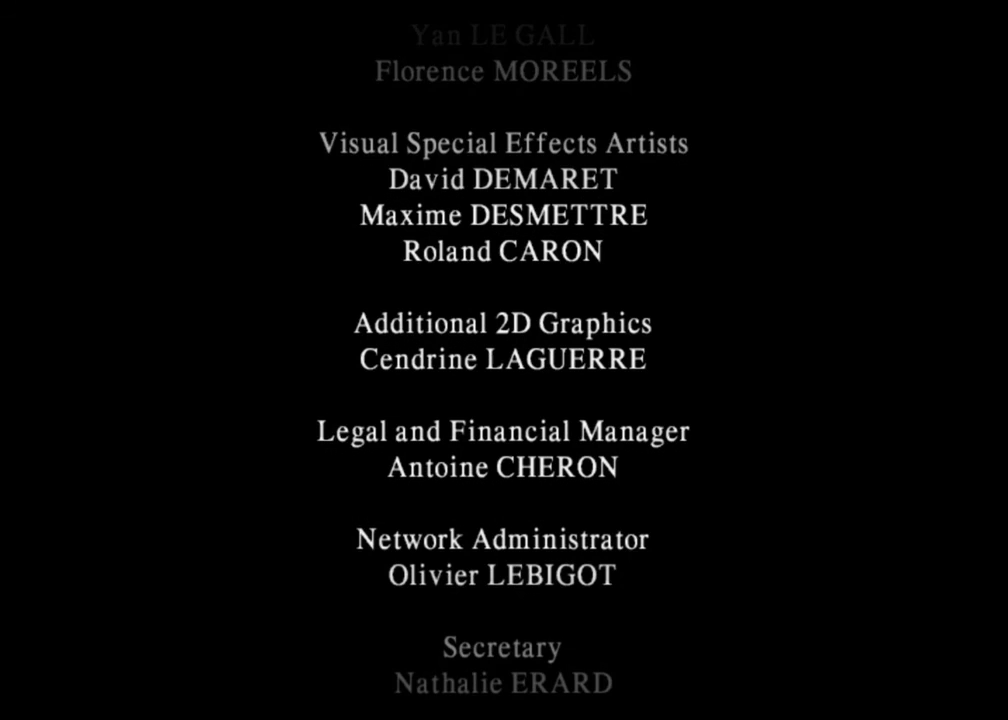 Yan LE GALL
Florence MOREELS
Visual Special Effects Artists
David DEMARET
Maxime DESMETTRE
Roland CARON
Additional 2D Graphics
Cendrine LAGUERRE
Legal and Financial Manager
Antoine CHERON
Network Administrator
Olivier LEBIGOT
Secretary
Nathalie ERARD